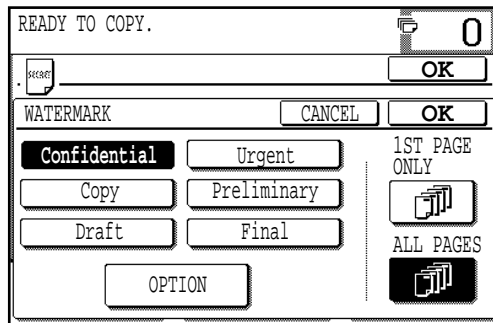 READY TO COPY.
0
SECRET
OK
WATERMARK
CANCEL
OK
Confidential
Urgent
1ST PAGE
ONLY
Copy
Preliminary
Draft
Final
ALL PAGES
OPTION